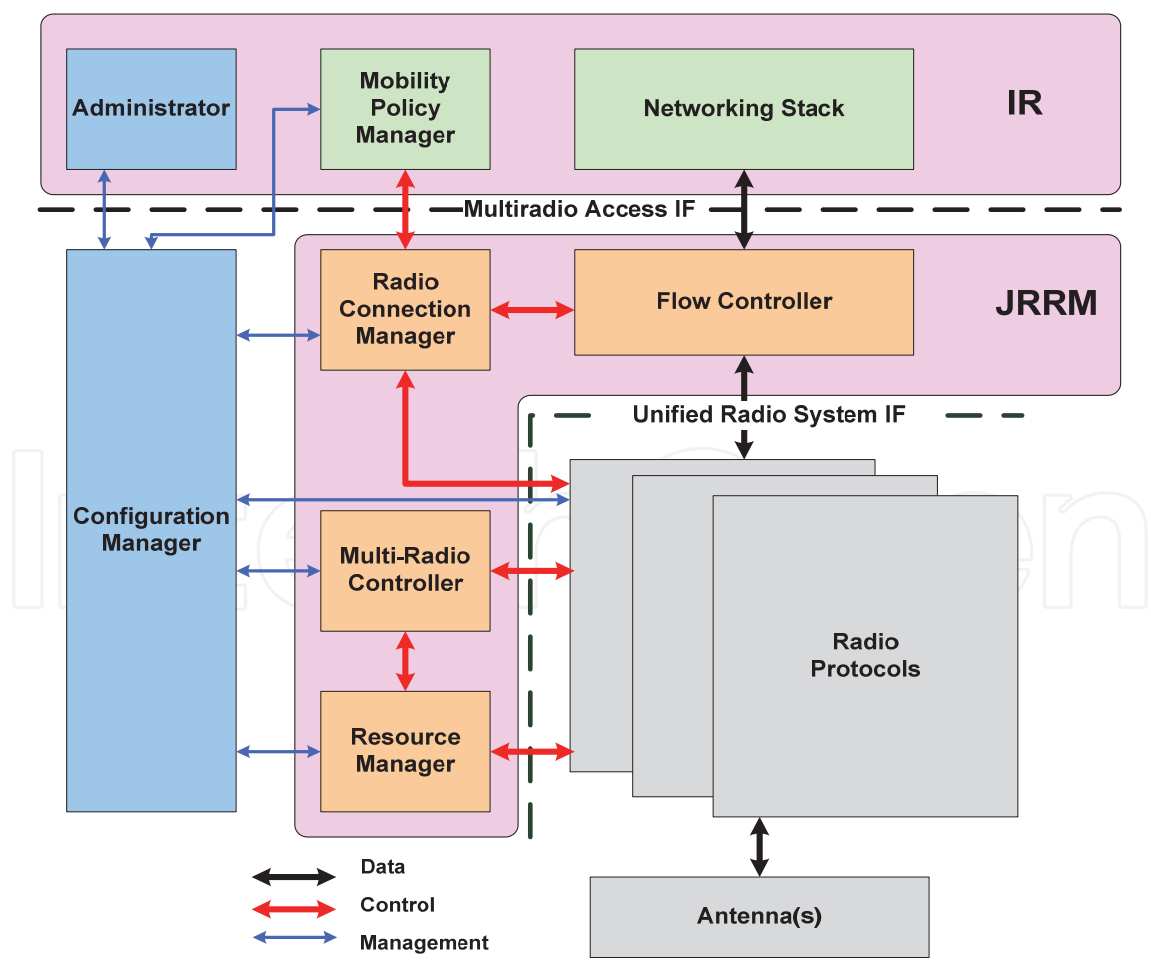 Administrator
Mobility
Policy
Manager
Networking Stack
IR
Multiradio Access IF
Radio
Connection
Manager
Flow Controller
JRRM
Unified Radio System IF
Configuration
Manager
Multi-Radio
Controller
Radio
Protocols
Resource
Manager
Data
Control
Management
Antenna(s)